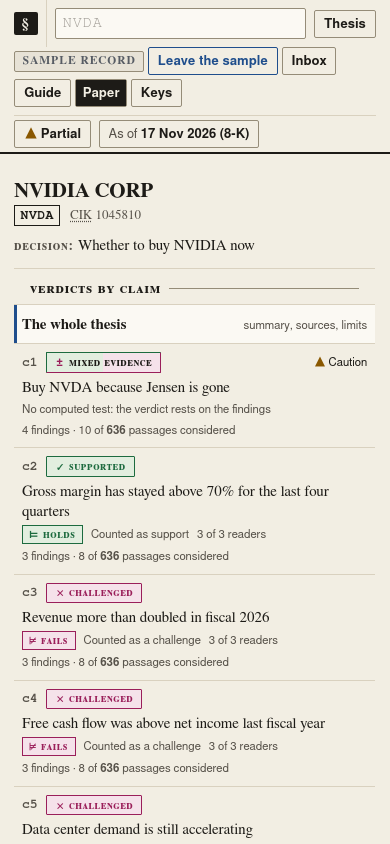 §
NVDA
Thesis
SAMPLE RECORD
Leave the sample
Inbox
Guide
Paper
Keys
Partial
As of 17 Nov 2026 (8-K)
NVIDIA CORP
NVDA
CIK 1045810
DECISION: Whether to buy NVIDIA now
VERDICTS BY CLAIM
The whole thesis
summary, sources, limits
c1
± MIXED EVIDENCE
Caution
Buy NVDA because Jensen is gone
No computed test: the verdict rests on the findings
4 findings · 10 of 636 passages considered
c2
✓ SUPPORTED
Gross margin has stayed above 70% for the last four
quarters
⊨ HOLDS
Counted as support 3 of 3 readers
3 findings · 8 of 636 passages considered
c3
× CHALLENGED
Revenue more than doubled in fiscal 2026
⊭ FAILS
Counted as a challenge 3 of 3 readers
3 findings · 8 of 636 passages considered
c4
× CHALLENGED
Free cash flow was above net income last fiscal year
⊭ FAILS
Counted as a challenge 3 of 3 readers
3 findings · 8 of 636 passages considered
c5
× CHALLENGED
Data center demand is still accelerating